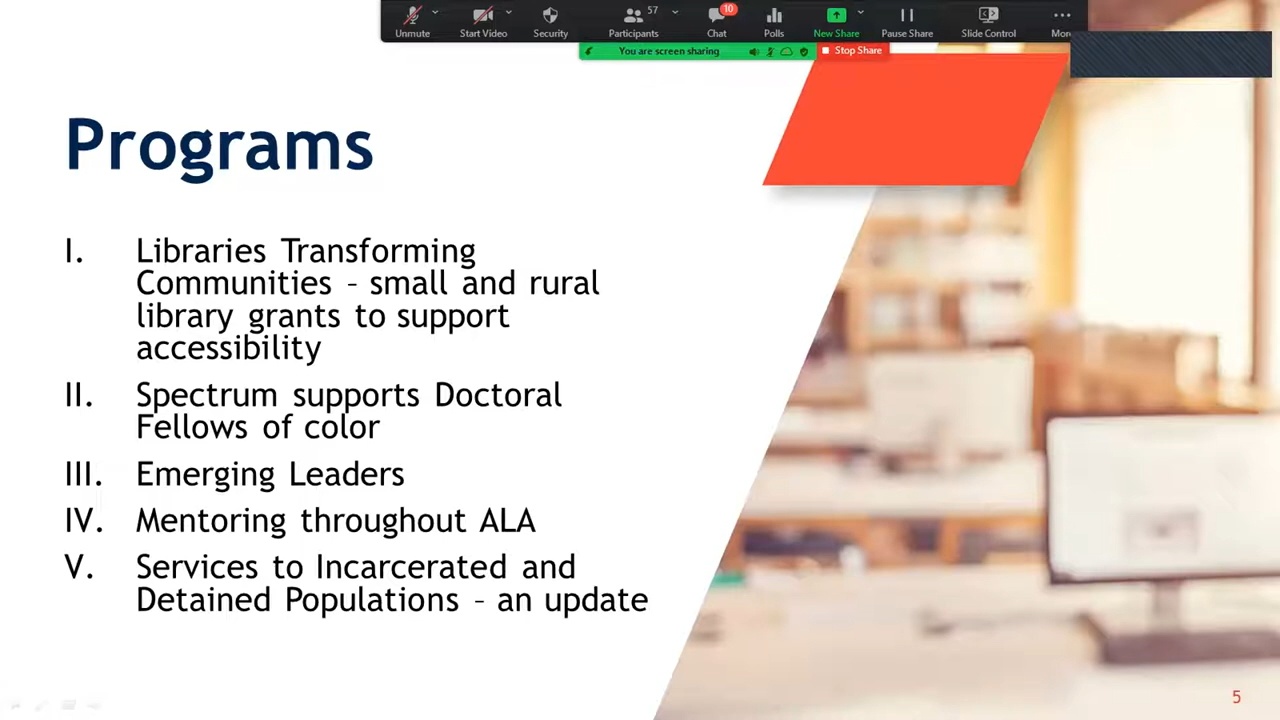 57
10
Unmute Start Video Security Participants Chat Polls New Share Pause Share Slide Control More
You are screen sharing Stop Share
Programs
I. Libraries Transforming
Communities – small and rural
library grants to support
accessibility
II. Spectrum supports Doctoral
Fellows of color
III. Emerging Leaders
IV. Mentoring throughout ALA
V. Services to Incarcerated and
Detained Populations – an update
5